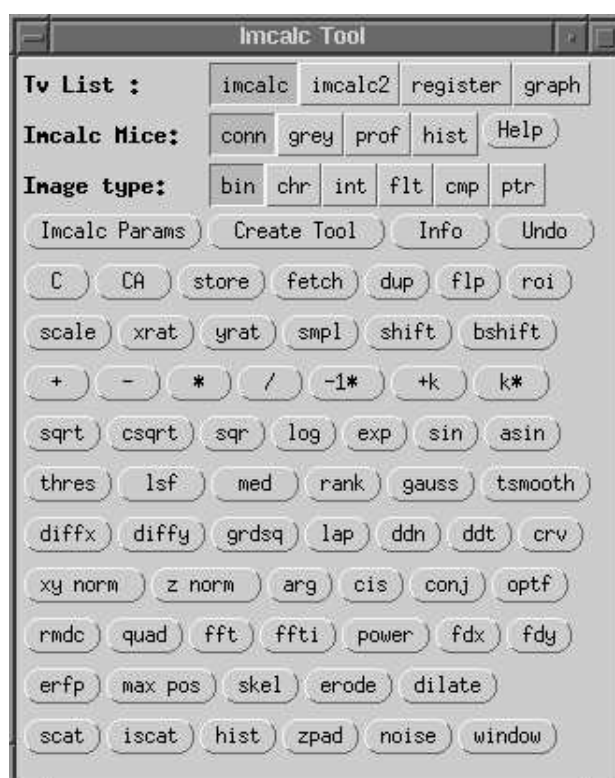 Imcalc Tool
Tv List : imcalc imcalc2 register graph
Imcalc Mice: conn grey prof hist Help
Image type: bin chr int flt cmp ptr
Imcalc Params Create Tool Info Undo
C CA store fetch dup flp roi
scale xrat yrat smpl shift bshift
+ - * / -1* +k k*
sqrt csqrt sqr log exp sin asin
thres lsf med rank gauss tsmooth
diffx diffy grdsq lap ddn ddt crv
xy norm z norm arg cis conj optf
rmdc quad fft ffti power fdx fdy
erfp max pos skel erode dilate
scat iscat hist zpad noise window